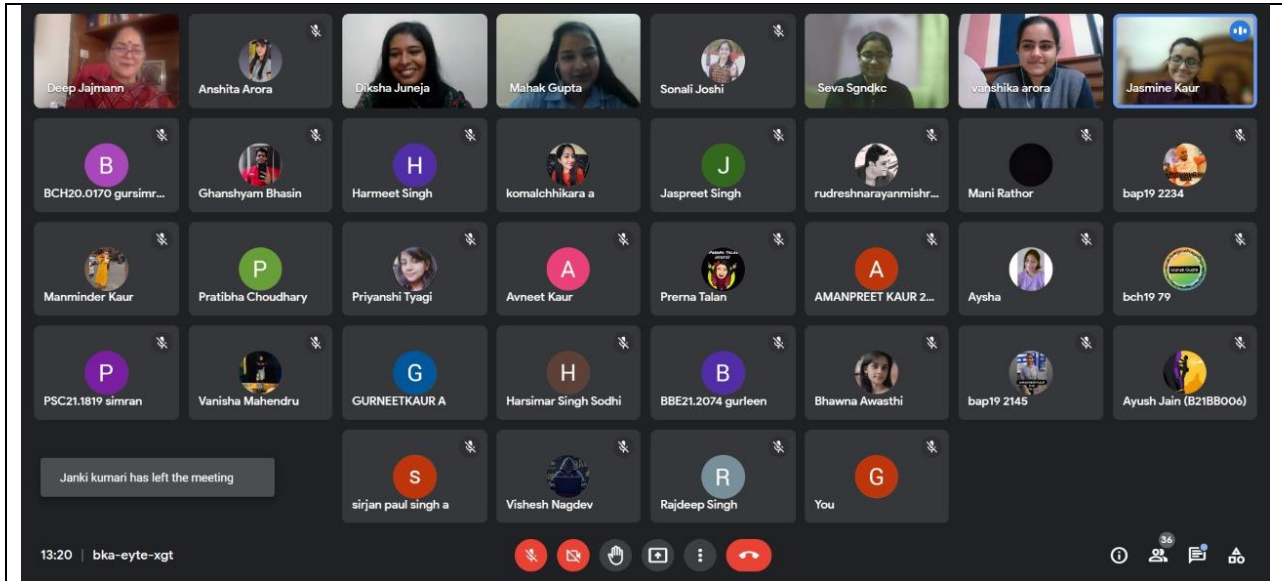 Deep Jajmann
Anshita Arora
Diksha Juneja
Mahak Gupta
Sonali Joshi
Seva Sgndkc
vanshika arora
Jasmine Kaur
B
BCH20.0170 gursimr...
Ghanshyam Bhasin
H
Harmeet Singh
komalchhikara a
J
Jaspreet Singh
rudreshnarayanmishr...
Mani Rathor
bap19 2234
Manminder Kaur
P
Pratibha Choudhary
Priyanshi Tyagi
A
Avneet Kaur
Prerna Talan
A
AMANPREET KAUR 2...
Aysha
bch19 79
P
PSC21.1819 simran
Vanisha Mahendru
G
GURNEETKAUR A
H
Harsimar Singh Sodhi
B
BBE21.2074 gurleen
Bhawna Awasthi
bap19 2145
Ayush Jain (B21BB006)
Janki kumari has left the meeting
s
sirjan paul singh a
Vishesh Nagdev
R
Rajdeep Singh
G
You
13:20 | bka-eyte-xgt
36